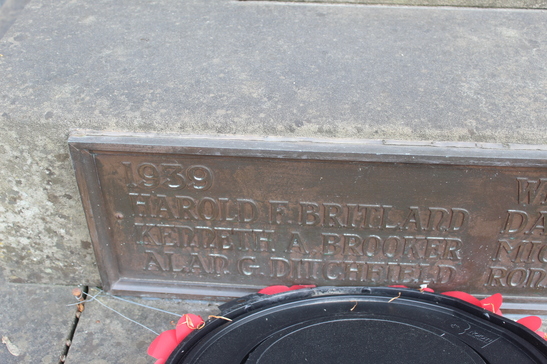 1939
HAROLD F. BRITLAND
KENNETH A. BROOKER
ALAN G. DITCHFIELD